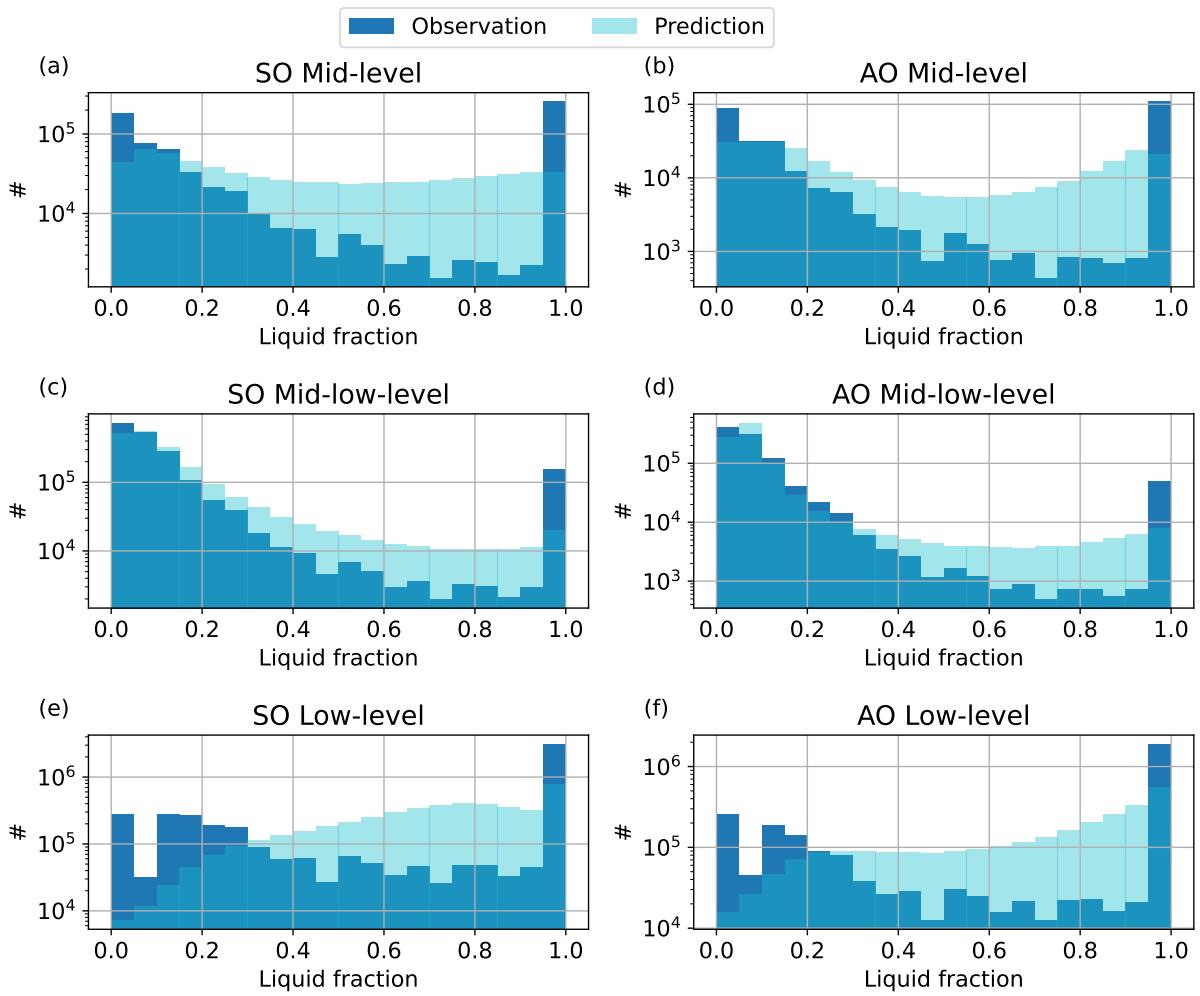 Observation Prediction
(a) SO Mid-level
10^5
10^4
#
0.0 0.2 0.4 0.6 0.8 1.0
Liquid fraction
(b) AO Mid-level
10^5
10^4
10^3
#
0.0 0.2 0.4 0.6 0.8 1.0
Liquid fraction
(c) SO Mid-low-level
10^5
10^4
#
0.0 0.2 0.4 0.6 0.8 1.0
Liquid fraction
(d) AO Mid-low-level
10^5
10^4
10^3
#
0.0 0.2 0.4 0.6 0.8 1.0
Liquid fraction
(e) SO Low-level
10^6
10^5
10^4
#
0.0 0.2 0.4 0.6 0.8 1.0
Liquid fraction
(f) AO Low-level
10^6
10^5
10^4
#
0.0 0.2 0.4 0.6 0.8 1.0
Liquid fraction